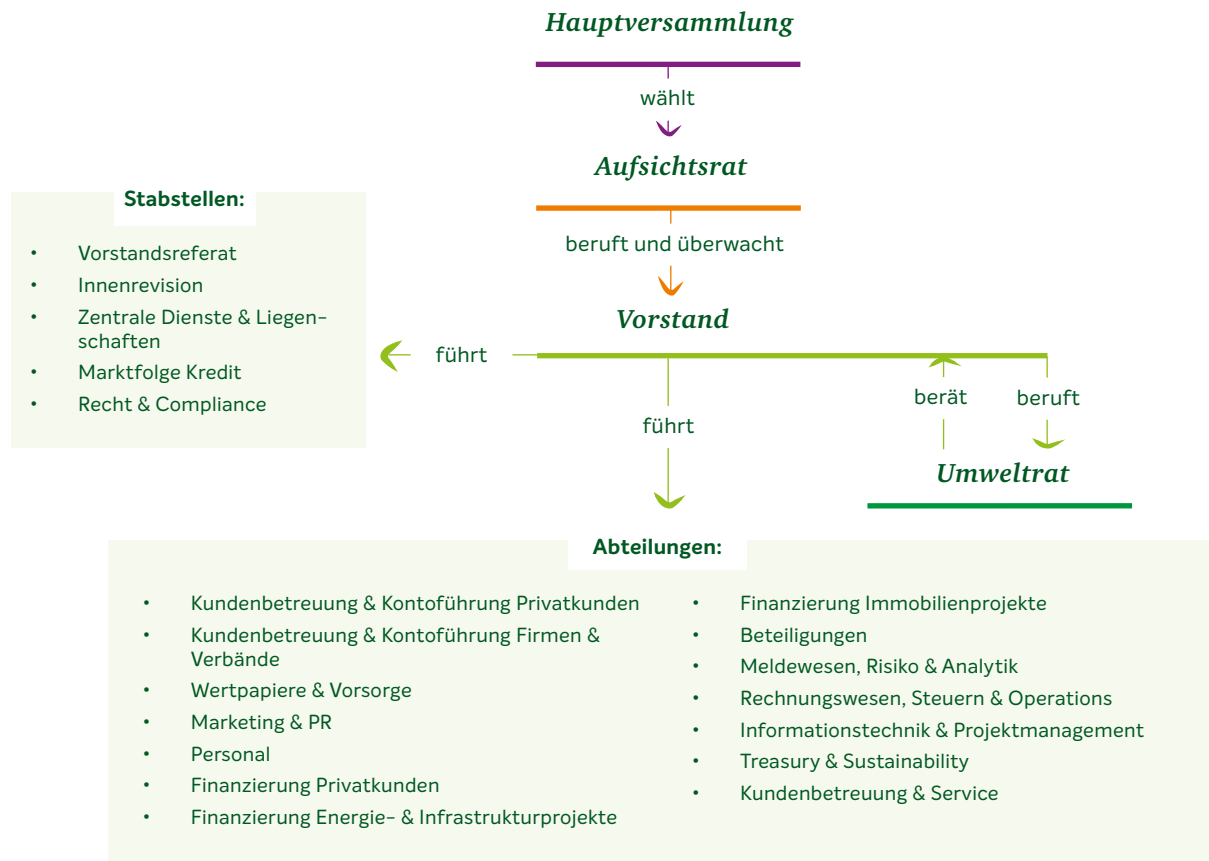 Hauptversammlung
wählt
Aufsichtsrat
beruft und überwacht
Vorstand
führt
führt
berät
beruft
Umweltrat
Stabstellen:
• Vorstandsreferat
• Innenrevision
• Zentrale Dienste & Liegen-
schaften
• Marktfolge Kredit
• Recht & Compliance
Abteilungen:
• Kundenbetreuung & Kontoführung Privatkunden
• Kundenbetreuung & Kontoführung Firmen &
Verbände
• Wertpapiere & Vorsorge
• Marketing & PR
• Personal
• Finanzierung Privatkunden
• Finanzierung Energie- & Infrastrukturprojekte
• Finanzierung Immobilienprojekte
• Beteiligungen
• Meldewesen, Risiko & Analytik
• Rechnungswesen, Steuern & Operations
• Informationstechnik & Projektmanagement
• Treasury & Sustainability
• Kundenbetreuung & Service